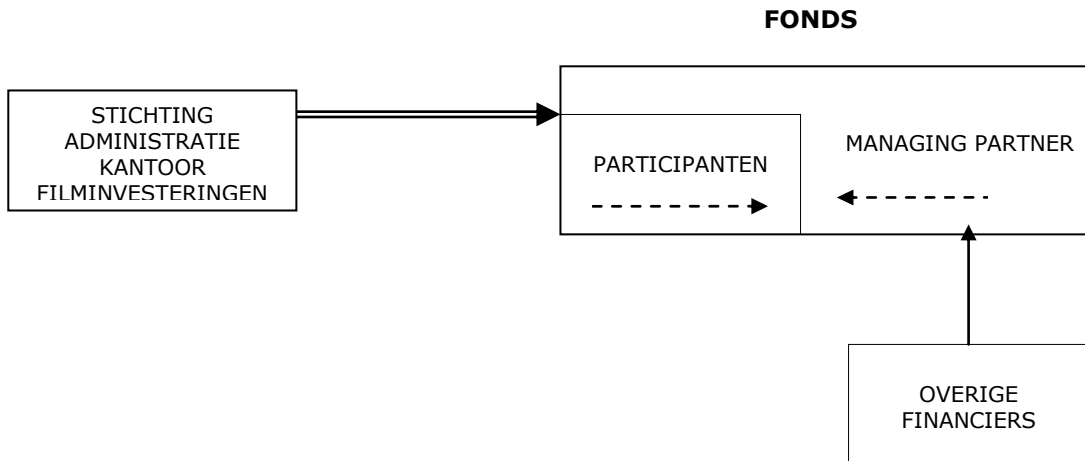 FONDS
STICHTING
ADMINISTRATIE
KANTOOR
FILMINVESTERINGEN
PARTICIPANTEN
MANAGING PARTNER
OVERIGE
FINANCIERS